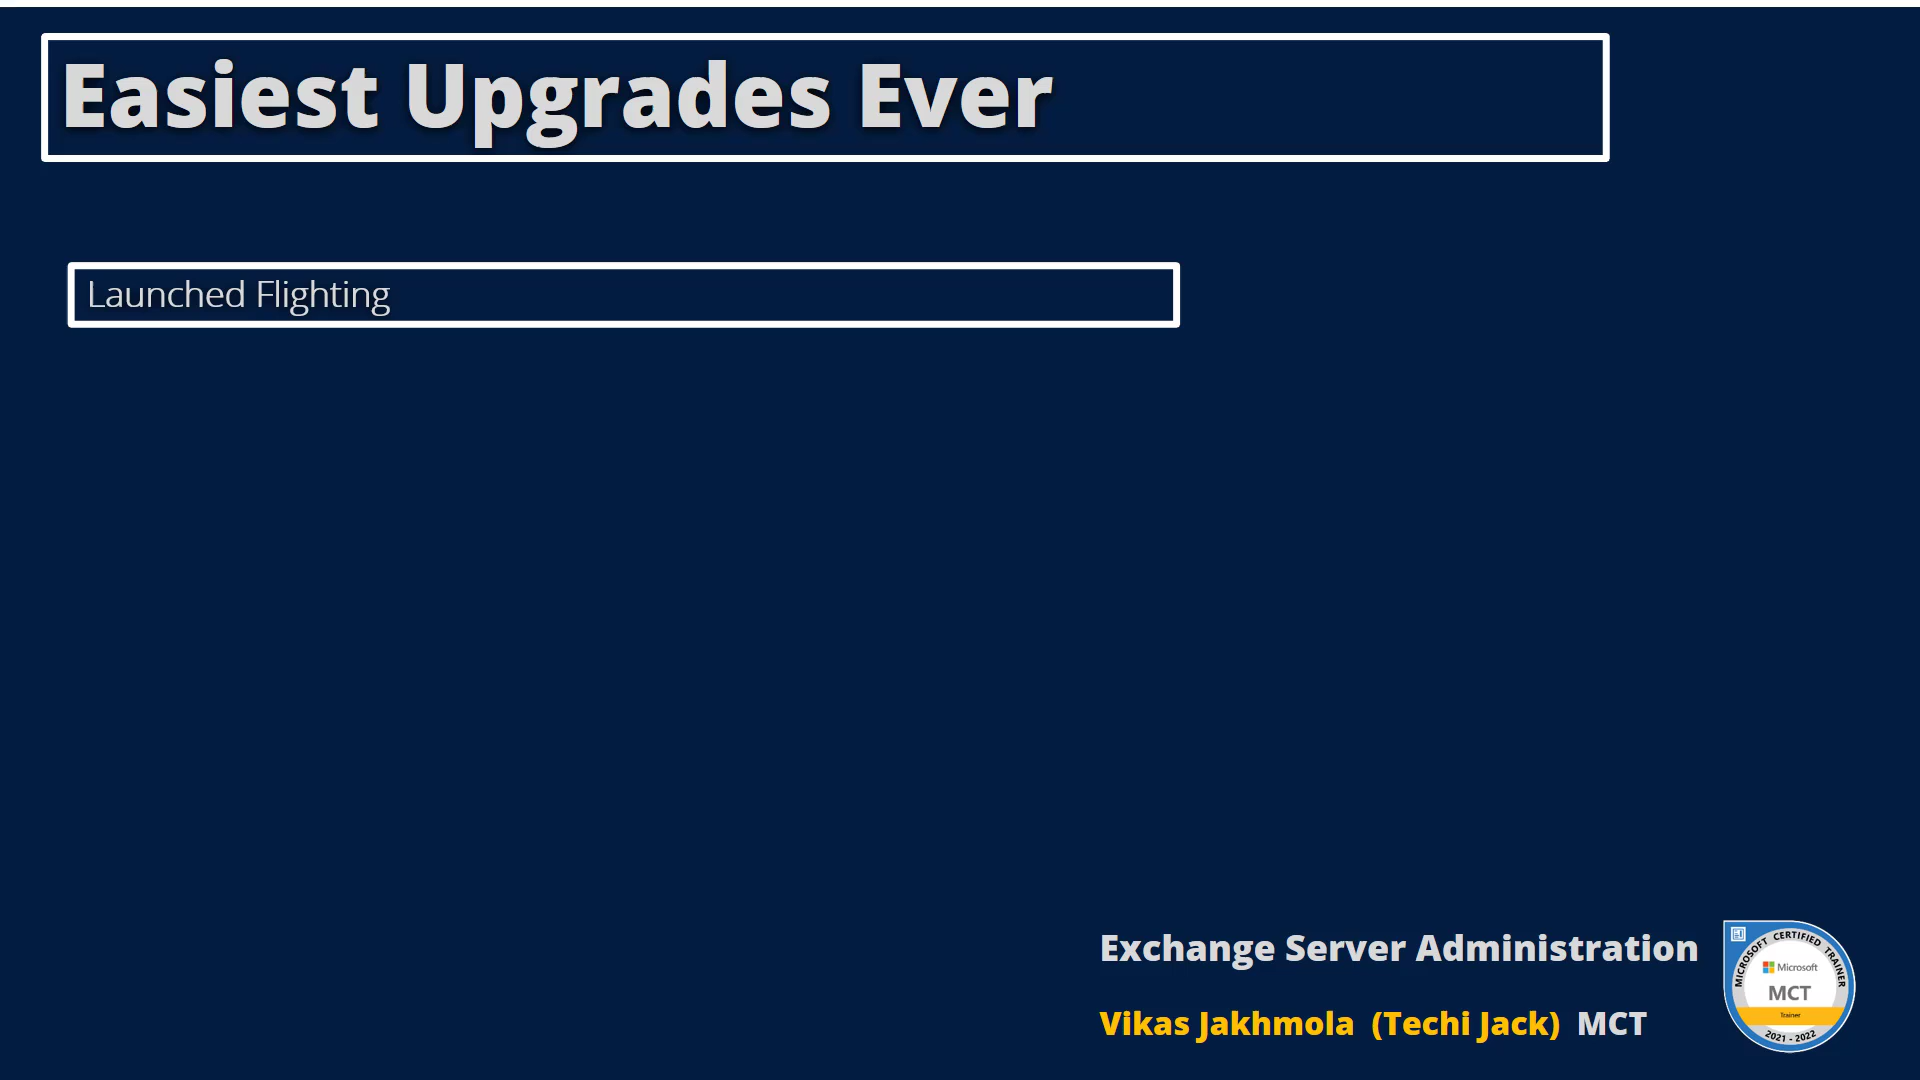 Easiest Upgrades Ever
Launched Flighting
Exchange Server Administration
Vikas Jakhmola (Techi Jack) MCT
MICROSOFT CERTIFIED TRAINER
Microsoft
MCT
Trainer
2021 - 2022